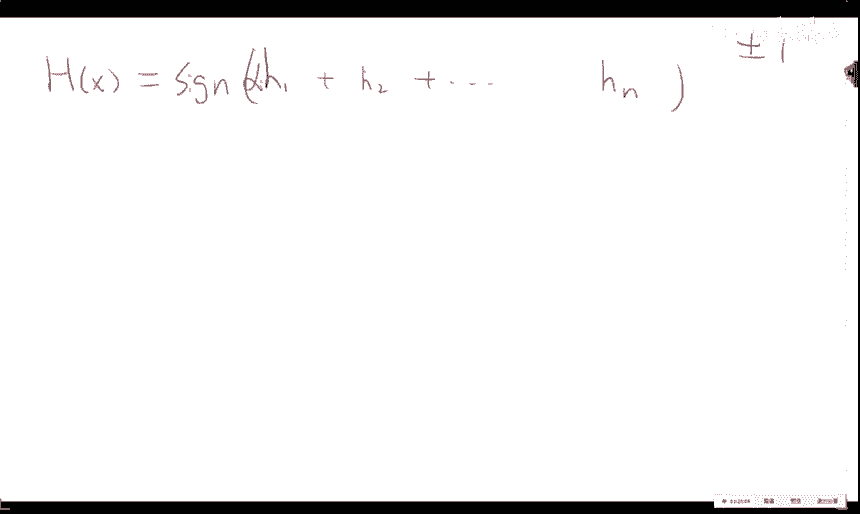 ± 1
H(x) = sign(αh₁ + h₂ + ... hₙ)